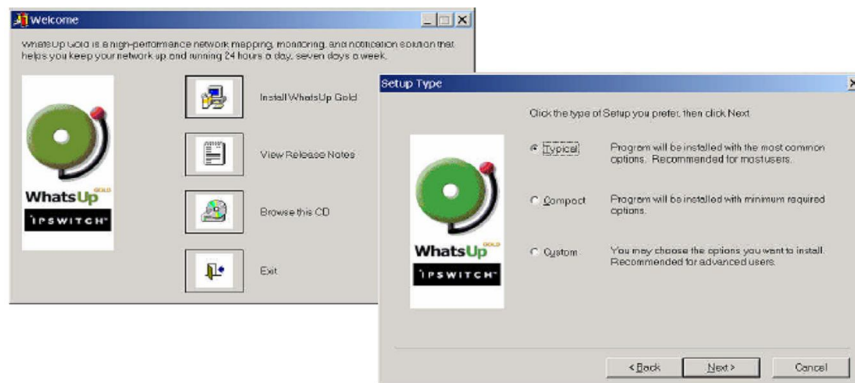 Welcome
WhatsUp Gold is a high-performance network mapping, monitoring, and notification solution that
helps you keep your network up and running 24 hours a day, seven days a week.
Install WhatsUp Gold
View Release Notes
Browse this CD
Exit
WhatsUp GOLD
IPSWITCH
Setup Type
Click the type of Setup you prefer, then click Next
Typical
Program will be installed with the most common
options. Recommended for most users.
Compact
Program will be installed with minimum required
options.
Custom
You may choose the options you want to install.
Recommended for advanced users.
WhatsUp GOLD
IPSWITCH
< Back
Next >
Cancel